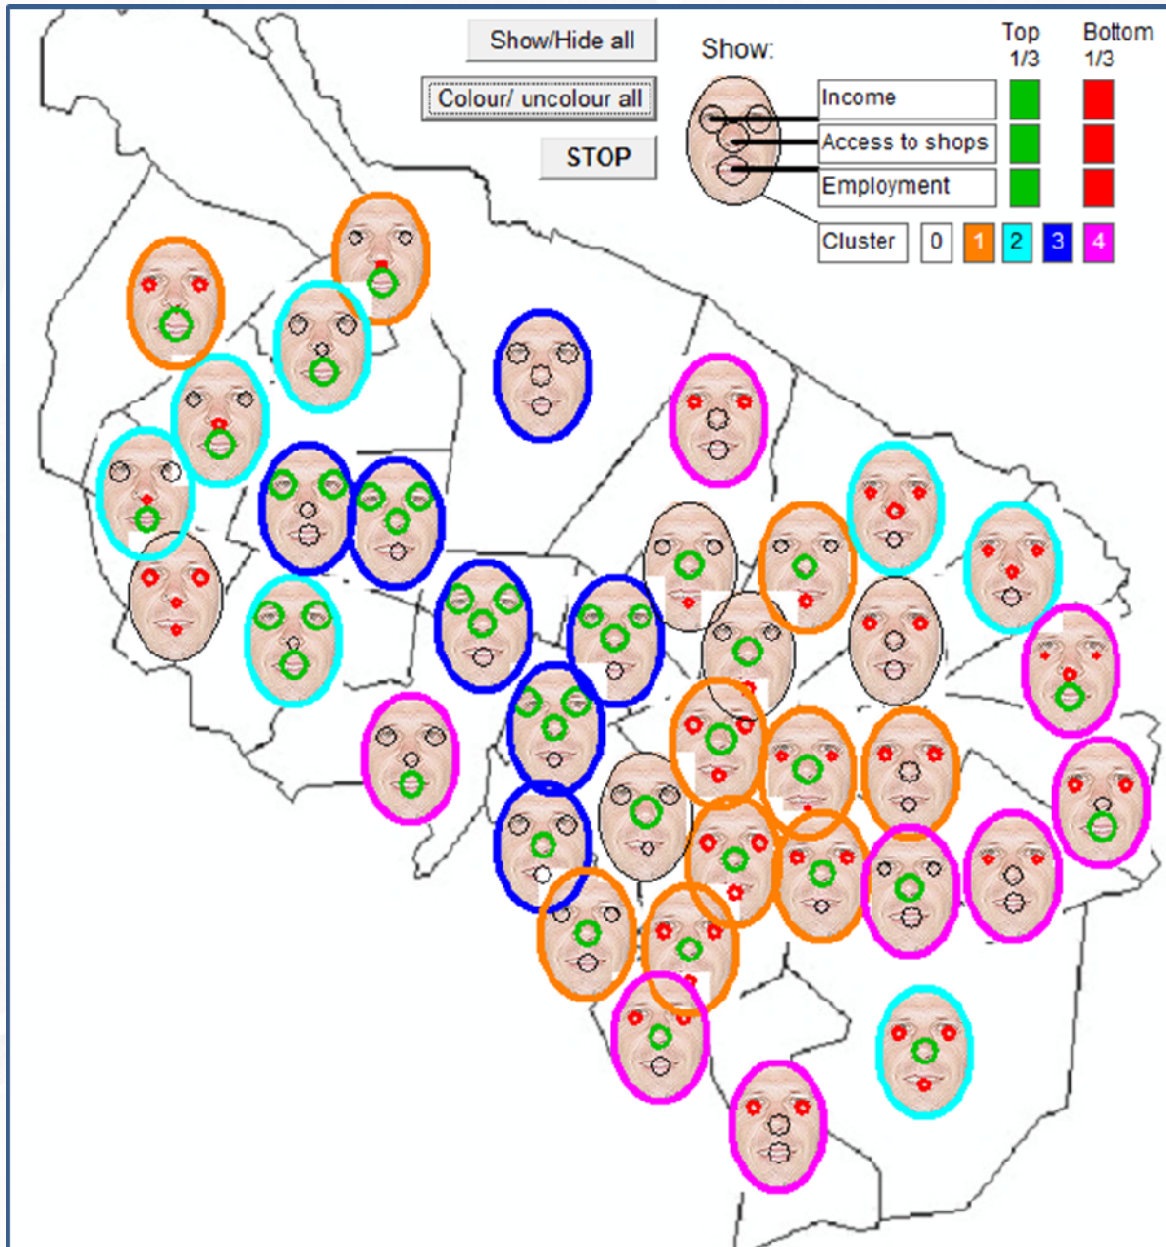 Show/Hide all
Colour/ uncolour all
STOP
Show:
Top 1/3
Bottom 1/3
Income
Access to shops
Employment
Cluster 0 1 2 3 4